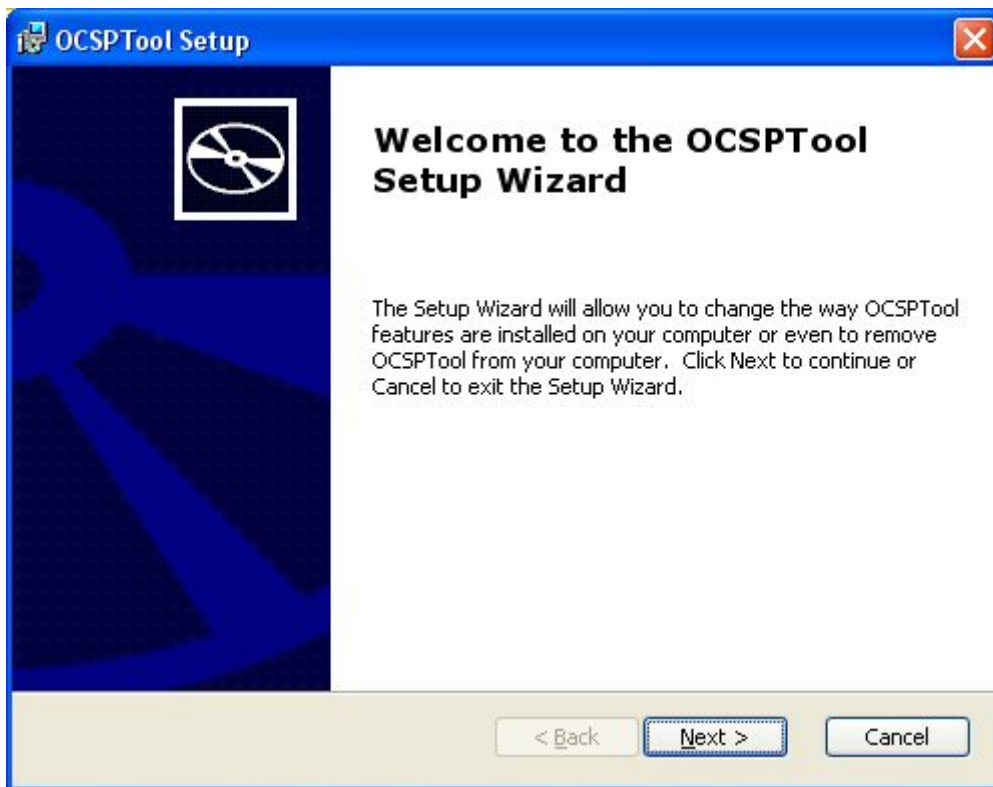 OCSPTool Setup
Welcome to the OCSPTool
Setup Wizard
The Setup Wizard will allow you to change the way OCSPTool
features are installed on your computer or even to remove
OCSPTool from your computer.  Click Next to continue or
Cancel to exit the Setup Wizard.
< Back
Next >
Cancel